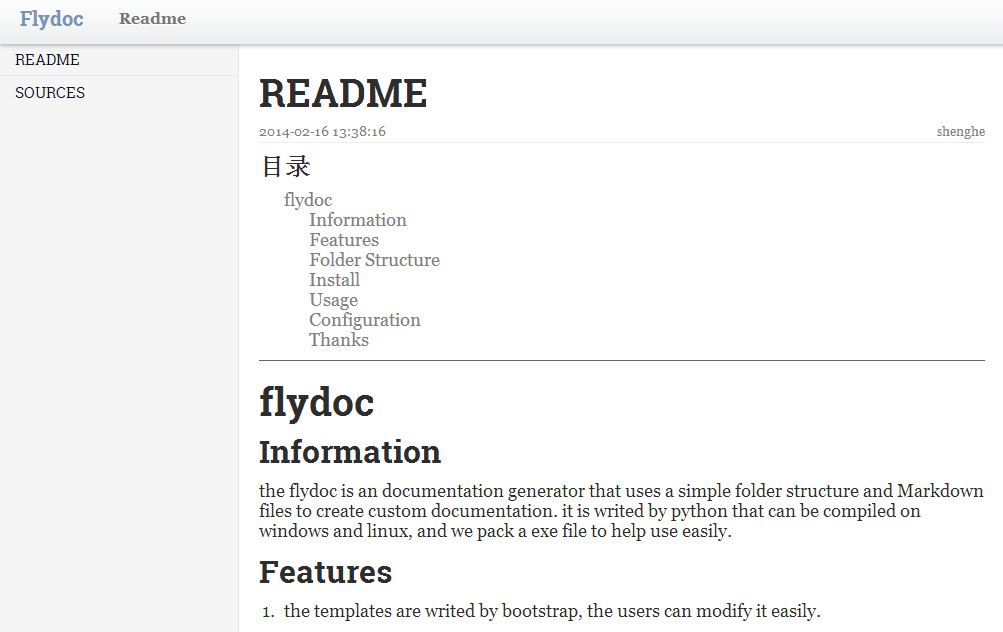 Flydoc Readme
README
SOURCES
README
2014-02-16 13:38:16 shenghe
目录
flydoc
Information
Features
Folder Structure
Install
Usage
Configuration
Thanks
flydoc
Information
the flydoc is an documentation generator that uses a simple folder structure and Markdown
files to create custom documentation. it is writed by python that can be compiled on
windows and linux, and we pack a exe file to help use easily.
Features
1. the templates are writed by bootstrap, the users can modify it easily.